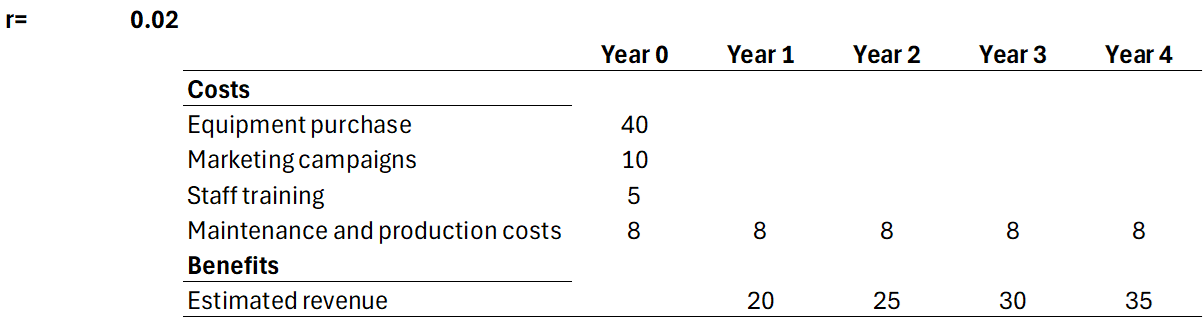 r= 0.02
Year 0 Year 1 Year 2 Year 3 Year 4
Costs
Equipment purchase 40
Marketing campaigns 10
Staff training 5
Maintenance and production costs 8 8 8 8 8
Benefits
Estimated revenue 20 25 30 35